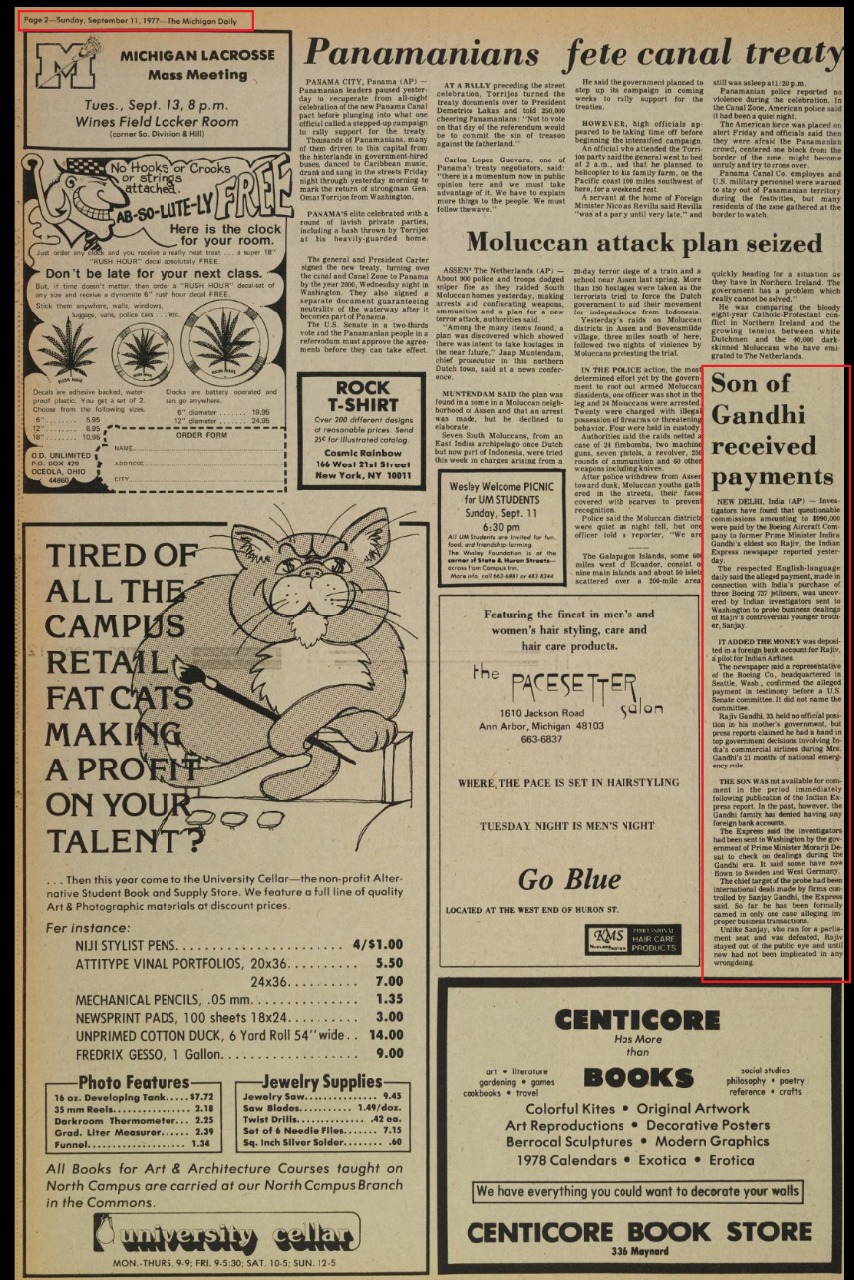 Page 2—Sunday, September 11, 1977—The Michigan Daily
M
MICHIGAN LACROSSE
Mass Meeting
Tues., Sept. 13, 8 p.m.
Wines Field Lccker Room
(corner So. Division & Hill)
No Hooks or Crooks
or strings
attached.
FREE
AB-SO-LUTE-LY
Here is the clock
for your room.
Just order any clock and you receive a really neat treat ... a super 18"
"RUSH HOUR" decal absolutely FREE.
Don't be late for your next class.
But, if time doesn't matter, then order a "RUSH HOUR" decal-set of
any size and receive a dynamite 6" rush hour decal FREE.
Stick them anywhere, walls, windows,
luggage, vans, police cars ... etc.
RUSH HOUR
RUSH HOUR
RUSH HOUR
Decals are adhesive backed, water-
proof plastic. You get a set of 2.
Choose from the following sizes.
6" 5.95
12" 8.95
18" 10.95
Clocks are battery operated and
can go anywhere.
6" diameter ....... 19.95
12" diameter ....... 24.95
ORDER FORM
O.D. UNLIMITED
P.O. BOX 429
OCEOLA, OHIO
44860
NAME
ADDRESS
CITY
Panamanians fete canal treaty
PANAMA CITY, Panama (AP) —
Panamanian leaders paused yester-
day to recuperate from all-night
celebration of the new Panama Canal
pact before plunging into what one
official called a stepped-up campaign
to rally support for the treaty.
Thousands of Panamanians, many
of them driven to this capital from
the hinterlands in government-hired
buses, danced to Caribbean music,
drank and sang in the streets Friday
night through yesterday morning to
mark the return of strongman Gen.
Omar Torrijos from Washington.
PANAMA'S elite celebrated with a
round of lavish private parties,
including a bash thrown by Torrijos
at his heavily-guarded home.
The general and President Carter
signed the new treaty, turning over
the canal and Canal Zone to Panama
by the year 2000, Wednesday night in
Washington. They also signed a
separate document guaranteeing
neutrality of the waterway after it
becomes part of Panama.
The U.S. Senate in a two-thirds
vote and the Panamanian people in a
referendum must approve the agree-
ments before they can take effect.
AT A RALLY preceding the street
celebration, Torrijos turned the
treaty documents over to President
Demetrios Lakas and told 250,000
cheering Panamanians: "Not to vote
on that day of the referendum would
be to commit the sin of treason
against the fatherland."
Carlos Lopez Guevara, one of
Panama's treaty negotiators, said:
"there is a momentum now in public
opinion here and we must take
advantage of it. We have to explain
more things to the people. We must
follow the wave."
He said the government planned to
step up its campaign in coming
weeks to rally support for the
treaties.
HOWEVER, high officials ap-
peared to be taking time off before
beginning the intensified campaign.
An official who attended the Torri-
jos party said the general went to bed
at 2 a.m., and that he planned to
helicopter to his family farm, on the
Pacific coast 100 miles southwest of
here, for a weekend rest.
A servant at the home of Foreign
Minister Nicolas Revilla said Revilla
"was at a party until very late," and
still was asleep at 1:20 p.m.
Panamanian police reported no
violence during the celebration. In
the Canal Zone, American police said
it had been a quiet night.
The American force was placed on
alert Friday and officials said then
they were afraid the Panamanian
crowd, centered one block from the
border of the zone, might become
unruly and try to cross over.
Panama Canal Co. employes and
U.S. military personnel were warned
to stay out of Panamanian territory
during the festivities, but many
residents of the zone gathered at the
border to watch.
Moluccan attack plan seized
ASSEN The Netherlands (AP) —
About 900 police and troops dodged
sniper fire as they raided South
Moluccan homes yesterday, making
arrests and confiscating weapons,
ammunition and a plan for a new
terror attack, authorities said.
"Among the many items found, a
plan was discovered which showed
there was intent to take hostages in
the near future," Jaap Muntendam,
chief prosecutor in this northern
Dutch town, said at a news confer-
ence.
MUNTENDAM SAID the plan was
found in a some in a Moluccan neigh-
borhood of Assen and that an arrest
was made, but he declined to
elaborate.
Seven South Moluccans, from an
East Indies archipelago once Dutch
but now part of Indonesia, were tried
this week in charges arising from a
20-day terror siege of a train and a
school near Assen last spring. More
than 150 hostages were taken as the
terrorists tried to force the Dutch
government to aid their movement
for independence from Indonesia.
Yesterday's raids on Moluccan
districts in Assen and Bovensmilde
village, three miles south of here,
followed two nights of violence by
Moluccans protesting the trial.
IN THE POLICE action, the most
determined effort yet by the govern-
ment to root out armed Moluccan
dissidents, one officer was shot in the
leg and 24 Moluccans were arrested.
Twenty were charged with illegal
possession of firearms or threatening
behavior. Four were held in custody.
Authorities said the raids netted a
case of 24 firebombs, two machine
guns, seven pistols, a revolver, 250
rounds of ammunition and 60 other
weapons including knives.
After police withdrew from Assen
toward dusk, Moluccan youths gath-
ered in the streets, their faces
covered with scarves to prevent
recognition.
Police said the Moluccan districts
were quiet as night fell, but one
officer told a reporter, "We are
quickly heading for a situation as
they have in Northern Ireland. The
government has a problem which
really cannot be solved."
He was comparing the bloody
eight-year Catholic-Protestant con-
flict in Northern Ireland and the
growing tension between white
Dutchmen and the 40,000 dark-
skinned Moluccans who have emi-
grated to The Netherlands.
The Galapagos Islands, some 600
miles west of Ecuador, consist of
nine main islands and about 50 islets
scattered over a 200-mile area
ROCK
T-SHIRT
Over 200 different designs
at reasonable prices. Send
25¢ for illustrated catalog.
Cosmic Rainbow
166 West 21st Street
New York, NY 10011
Wesley Welcome PICNIC
for UM STUDENTS
Sunday, Sept. 11
6:30 pm
All UM Students are invited for fun,
food, and friendship-forming
The Wesley Foundation is at the
corner of State & Huron Streets—
across from Campus Inn.
More info. call 663-6881 or 483-8344
Son of
Gandhi
received
payments
NEW DELHI, India (AP) — Inves-
tigators have found that questionable
commissions amounting to $990,000
were paid by the Boeing Aircraft Com-
pany to former Prime Minister Indira
Gandhi's eldest son Rajiv, the Indian
Express newspaper reported yester-
day.
The respected English-language
daily said the alleged payment, made in
connection with India's purchase of
three Boeing 737 jetliners, was uncov-
ered by Indian investigators sent to
Washington to probe business dealings
of Rajiv's controversial younger broth-
er, Sanjay.
IT ADDED THE MONEY was deposi-
ted in a foreign bank account for Rajiv,
a pilot for Indian Airlines.
The newspaper said a representative
of the Boeing Co., headquartered in
Seattle, Wash., confirmed the alleged
payment in testimony before a U.S.
Senate committee. It did not name the
committee.
Rajiv Gandhi, 33, held no official posi-
tion in his mother's government, but
press reports claimed he had a hand in
top government decisions involving In-
dia's commercial airlines during Mrs.
Gandhi's 21 months of national emerg-
ency rule.
THE SON WAS not available for com-
ment in the period immediately
following publication of the Indian Ex-
press report. In the past, however, the
Gandhi family has denied having any
foreign bank accounts.
The Express said the investigators
had been sent to Washington by the gov-
ernment of Prime Minister Morarji De-
sai to check on dealings during the
Gandhi era. It said some have now
flown to Sweden and West Germany.
The chief target of the probe had been
international deals made by firms con-
trolled by Sanjay Gandhi, the Express
said. So far he has been formally
named in only one case alleging im-
proper business transactions.
Unlike Sanjay, who ran for a parlia-
ment seat and was defeated, Rajiv
stayed out of the public eye and until
now had not been implicated in any
wrongdoing.
TIRED OF
ALL THE
CAMPUS
RETAIL
FAT CATS
MAKING
A PROFIT
ON YOUR
TALENT?
. . . Then this year come to the University Cellar—the non-profit Alter-
native Student Book and Supply Store. We feature a full line of quality
Art & Photographic materials at discount prices.
Fer instance:
NIJI STYLIST PENS. . . . . . . . . . 4/$1.00
ATTITYPE VINAL PORTFOLIOS, 20x36. . . . . . . . . . 5.50
24x36. . . . . . . . . . 7.00
MECHANICAL PENCILS, .05 mm. . . . . . . . . . 1.35
NEWSPRINT PADS, 100 sheets 18x24. . . . . . . . . . 3.00
UNPRIMED COTTON DUCK, 6 Yard Roll 54" wide . . 14.00
FREDRIX GESSO, 1 Gallon. . . . . . . . . . 9.00
Photo Features
16 oz. Developing Tank.....$7.72
35 mm Reels............... 2.18
Darkroom Thermometer... 2.25
Grad. Liter Measurer...... 2.39
Funnel.................... 1.34
Jewelry Supplies
Jewelry Saw............... 9.45
Saw Blades.......... 1.49/doz.
Twist Drills............ .42 ea.
Set of 6 Needle Files....... 7.15
Sq. Inch Silver Solder........ .60
All Books for Art & Architecture Courses taught on
North Campus are carried at our North Campus Branch
in the Commons.
university cellar
MON.-THURS. 9-9; FRI. 9-5:30; SAT. 10-5; SUN. 12-5
Featuring the finest in men's and
women's hair styling, care and
hair care products.
the PACESETTER
salon
1610 Jackson Road
Ann Arbor, Michigan 48103
663-6837
WHERE THE PACE IS SET IN HAIRSTYLING
TUESDAY NIGHT IS MEN'S NIGHT
Go Blue
LOCATED AT THE WEST END OF HURON ST.
KMS
PROFESSIONAL
HAIR CARE
PRODUCTS
CENTICORE
Has More
than
BOOKS
art • literature
gardening • games
cookbooks • travel
social studies
philosophy • poetry
reference • crafts
Colorful Kites • Original Artwork
Art Reproductions • Decorative Posters
Berrocal Sculptures • Modern Graphics
1978 Calendars • Exotica • Erotica
We have everything you could want to decorate your walls
CENTICORE BOOK STORE
336 Maynard